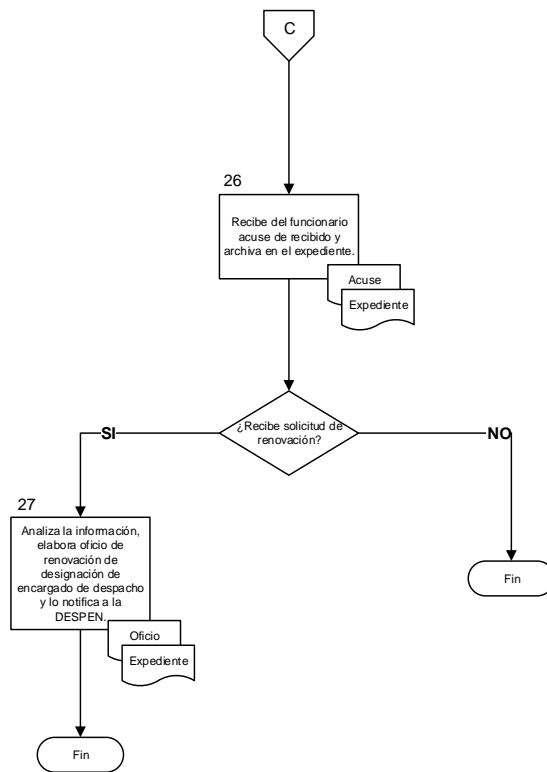 C
26
Recibe del funcionario
acuse de recibido y
archiva en el expediente.
Acuse
Expediente
¿Recibe solicitud de
renovación?
SI
NO
27
Analiza la información,
elabora oficio de
renovación de
designación de
encargado de despacho
y lo notifica a la
DESPEN.
Oficio
Expediente
Fin
Fin